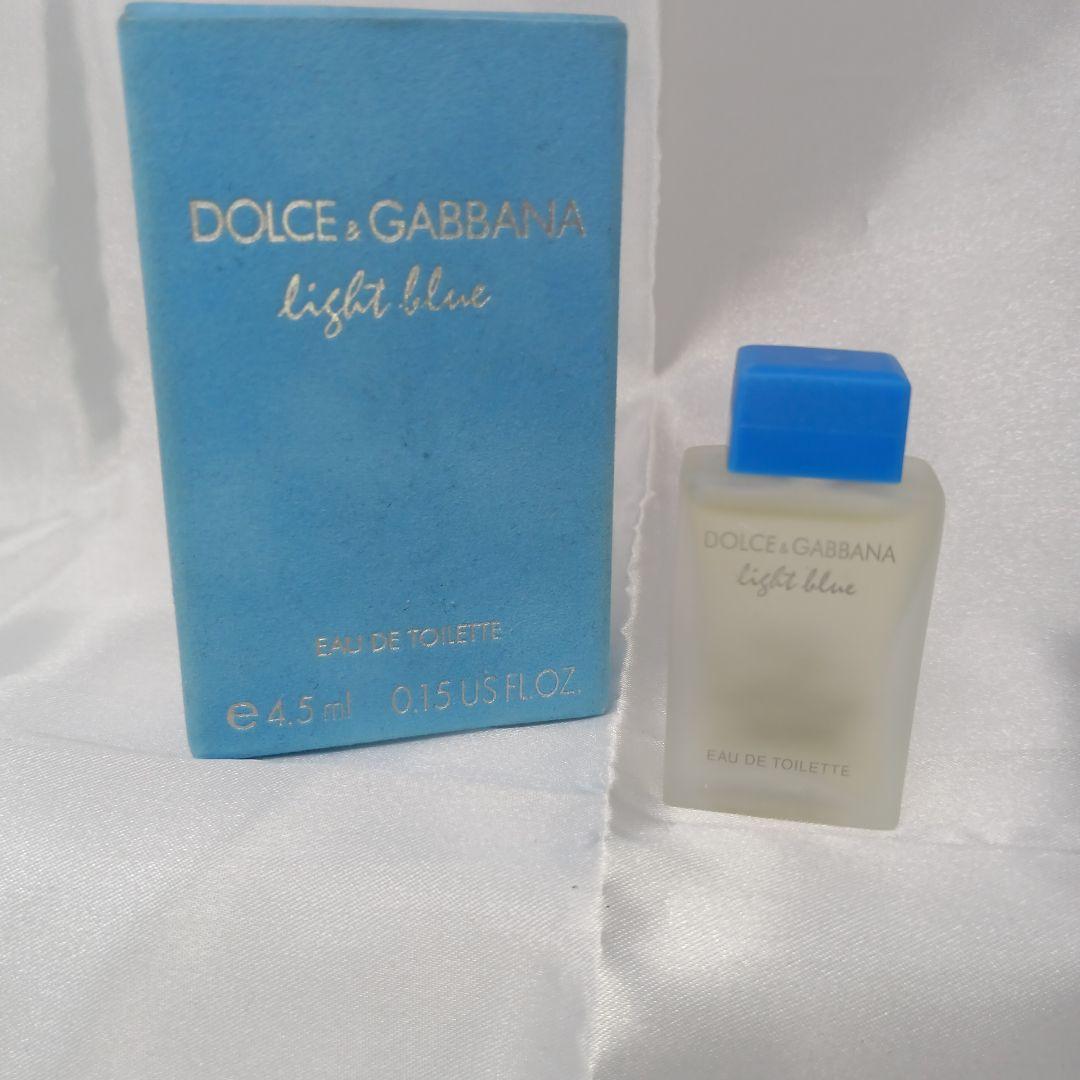 DOLCE & GABBANA
light blue
EAU DE TOILETTE
e 4.5 ml 0.15 US FL.OZ.
DOLCE & GABBANA
light blue
EAU DE TOILETTE